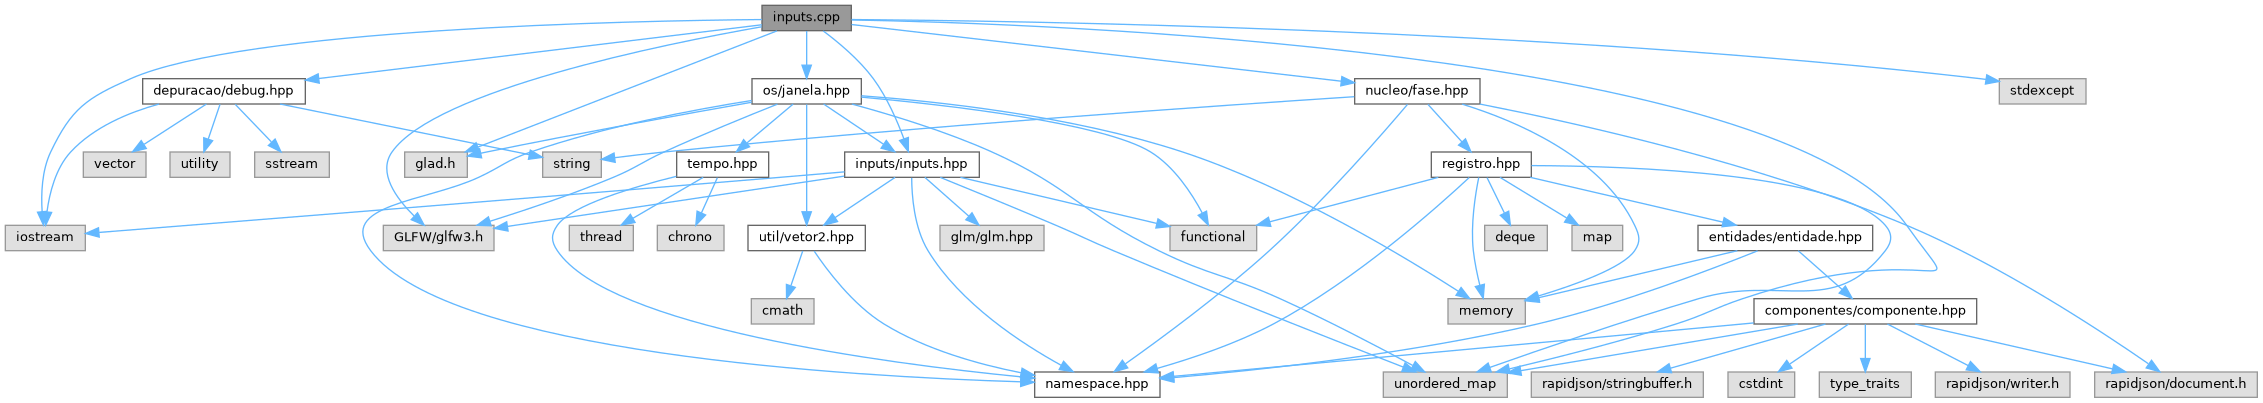 inputs.cpp
depuracao/debug.hpp
os/janela.hpp
nucleo/fase.hpp
stdexcept
vector
utility
sstream
glad.h
string
tempo.hpp
inputs/inputs.hpp
registro.hpp
iostream
GLFW/glfw3.h
thread
chrono
util/vetor2.hpp
glm/glm.hpp
functional
deque
map
entidades/entidade.hpp
cmath
memory
componentes/componente.hpp
namespace.hpp
unordered_map
rapidjson/stringbuffer.h
cstdint
type_traits
rapidjson/writer.h
rapidjson/document.h